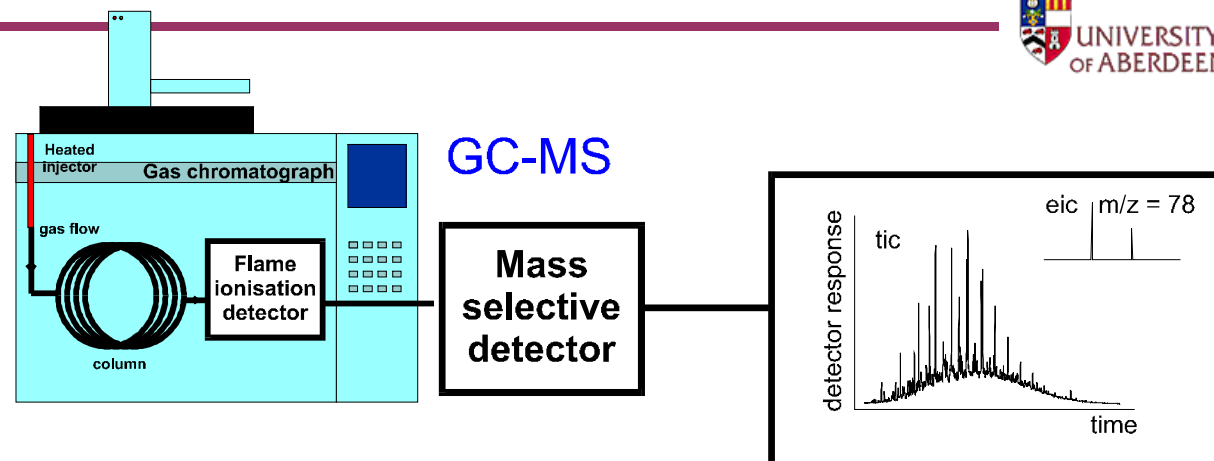 UNIVERSITY
OF ABERDEEN
GC-MS
Heated
injector
Gas chromatograph
gas flow
Flame
ionisation
detector
column
Mass
selective
detector
detector response
tic
eic m/z = 78
time